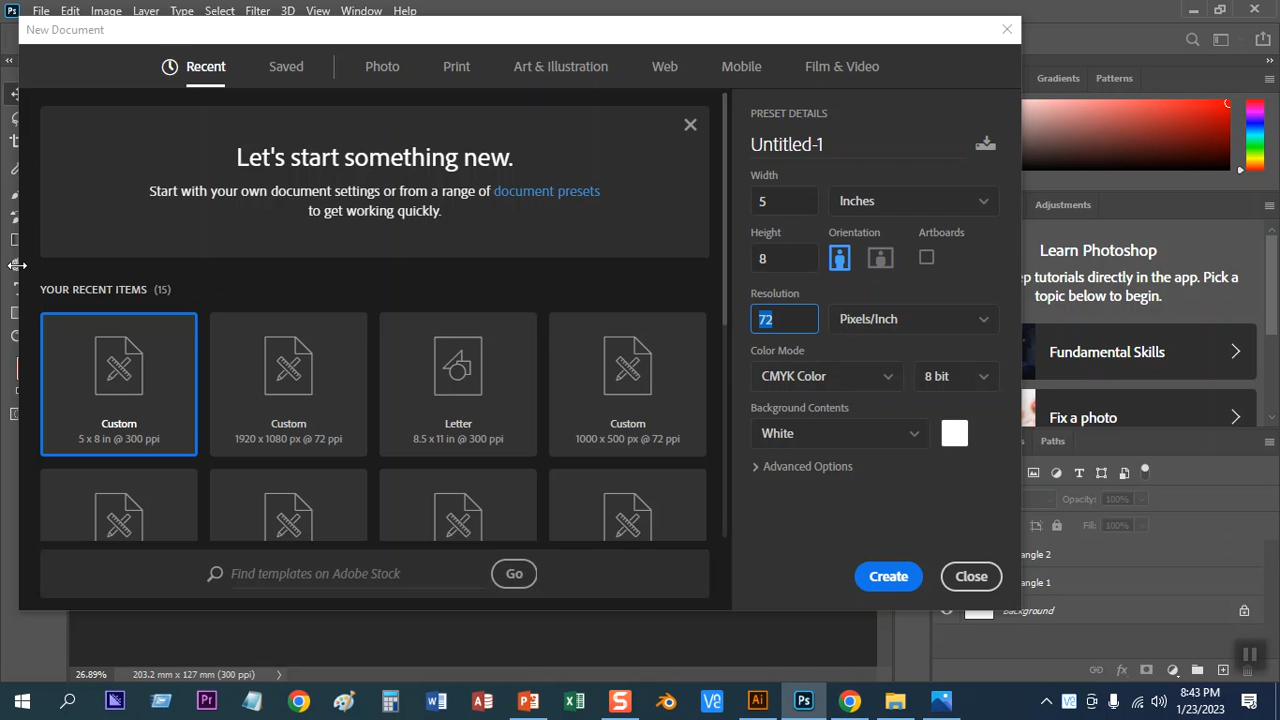 Ps File Edit Image Layer Type Select Filter 3D View Window Help
New Document
Recent Saved Photo Print Art & Illustration Web Mobile Film & Video
Gradients Patterns
Let's start something new.
Start with your own document settings or from a range of document presets
to get working quickly.
YOUR RECENT ITEMS (15)
Custom
5 x 8 in @ 300 ppi
Custom
1920 x 1080 px @ 72 ppi
Letter
8.5 x 11 in @ 300 ppi
Custom
1000 x 500 px @ 72 ppi
Find templates on Adobe Stock Go
PRESET DETAILS
Untitled-1
Width
5 Inches
Height Orientation Artboards
8
Resolution
72 Pixels/Inch
Color Mode
CMYK Color 8 bit
Background Contents
White
Advanced Options
Create Close
Adjustments
Learn Photoshop
ep tutorials directly in the app. Pick a
topic below to begin.
Fundamental Skills
Fix a photo
Paths
Opacity: 100%
Fill: 100%
angle 2
angle 1
Background
26.89% 203.2 mm x 127 mm (300 ppi)
Pr W A P X S Ai Ps
8:43 PM
1/23/2023